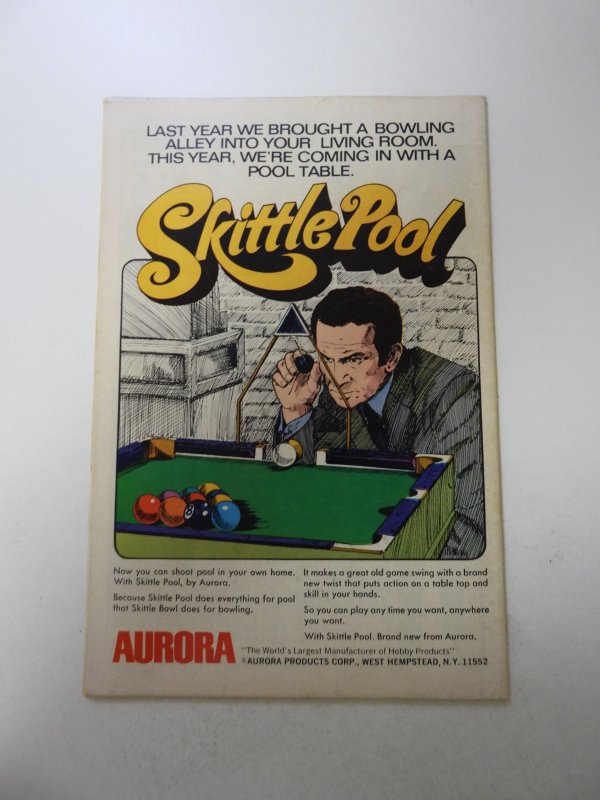 LAST YEAR WE BROUGHT A BOWLING
ALLEY INTO YOUR LIVING ROOM.
THIS YEAR, WE'RE COMING IN WITH A
POOL TABLE.
Skittle Pool
8
Now you can shoot pool in your own home.
With Skittle Pool, by Aurora.
Because Skittle Pool does everything for pool
that Skittle Bowl does for bowling.
It makes a great old game swing with a brand
new twist that puts action on a table top and
skill in your hands.
So you can play any time you want, anywhere
you want.
With Skittle Pool. Brand new from Aurora.
AURORA
"The World's Largest Manufacturer of Hobby Products"
©AURORA PRODUCTS CORP., WEST HEMPSTEAD, N.Y. 11552